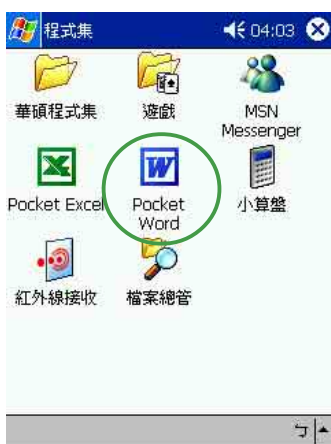 程式集 04:03
華碩程式集 遊戲 MSN Messenger
Pocket Excel Pocket Word 小算盤
紅外線接收 檔案總管
ㄅ